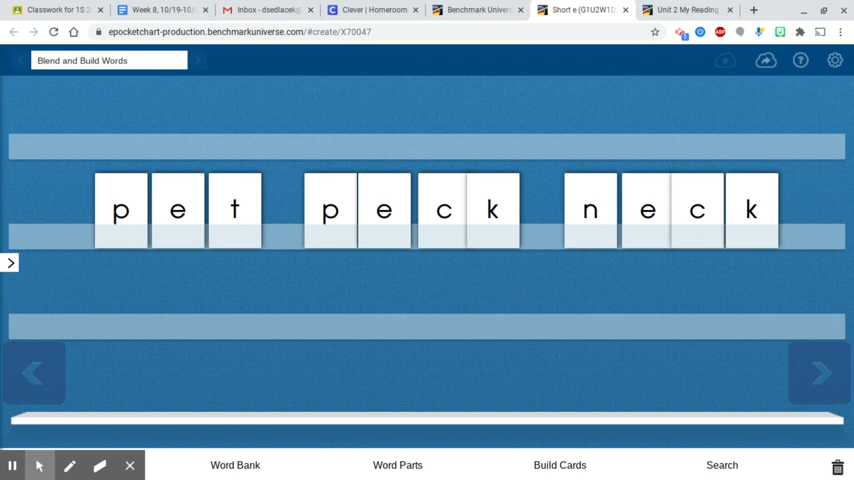 Classwork for 1S 2
Week 8, 10/19-10/
Inbox - dsedlacek@
Clever | Homeroom
Benchmark Univers
Short e (G1U2W1D
Unit 2 My Reading
epocketchart-production.benchmarkuniverse.com/#create/X70047
Blend and Build Words
p e t p e c k n e c k
Word Bank Word Parts Build Cards Search